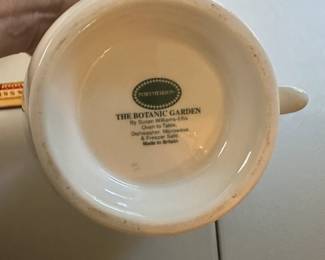 PORTMEIRION
THE BOTANIC GARDEN
By Susan Williams-Ellis
Oven to Table,
Dishwasher, Microwave
& Freezer Safe.
Made in Britain